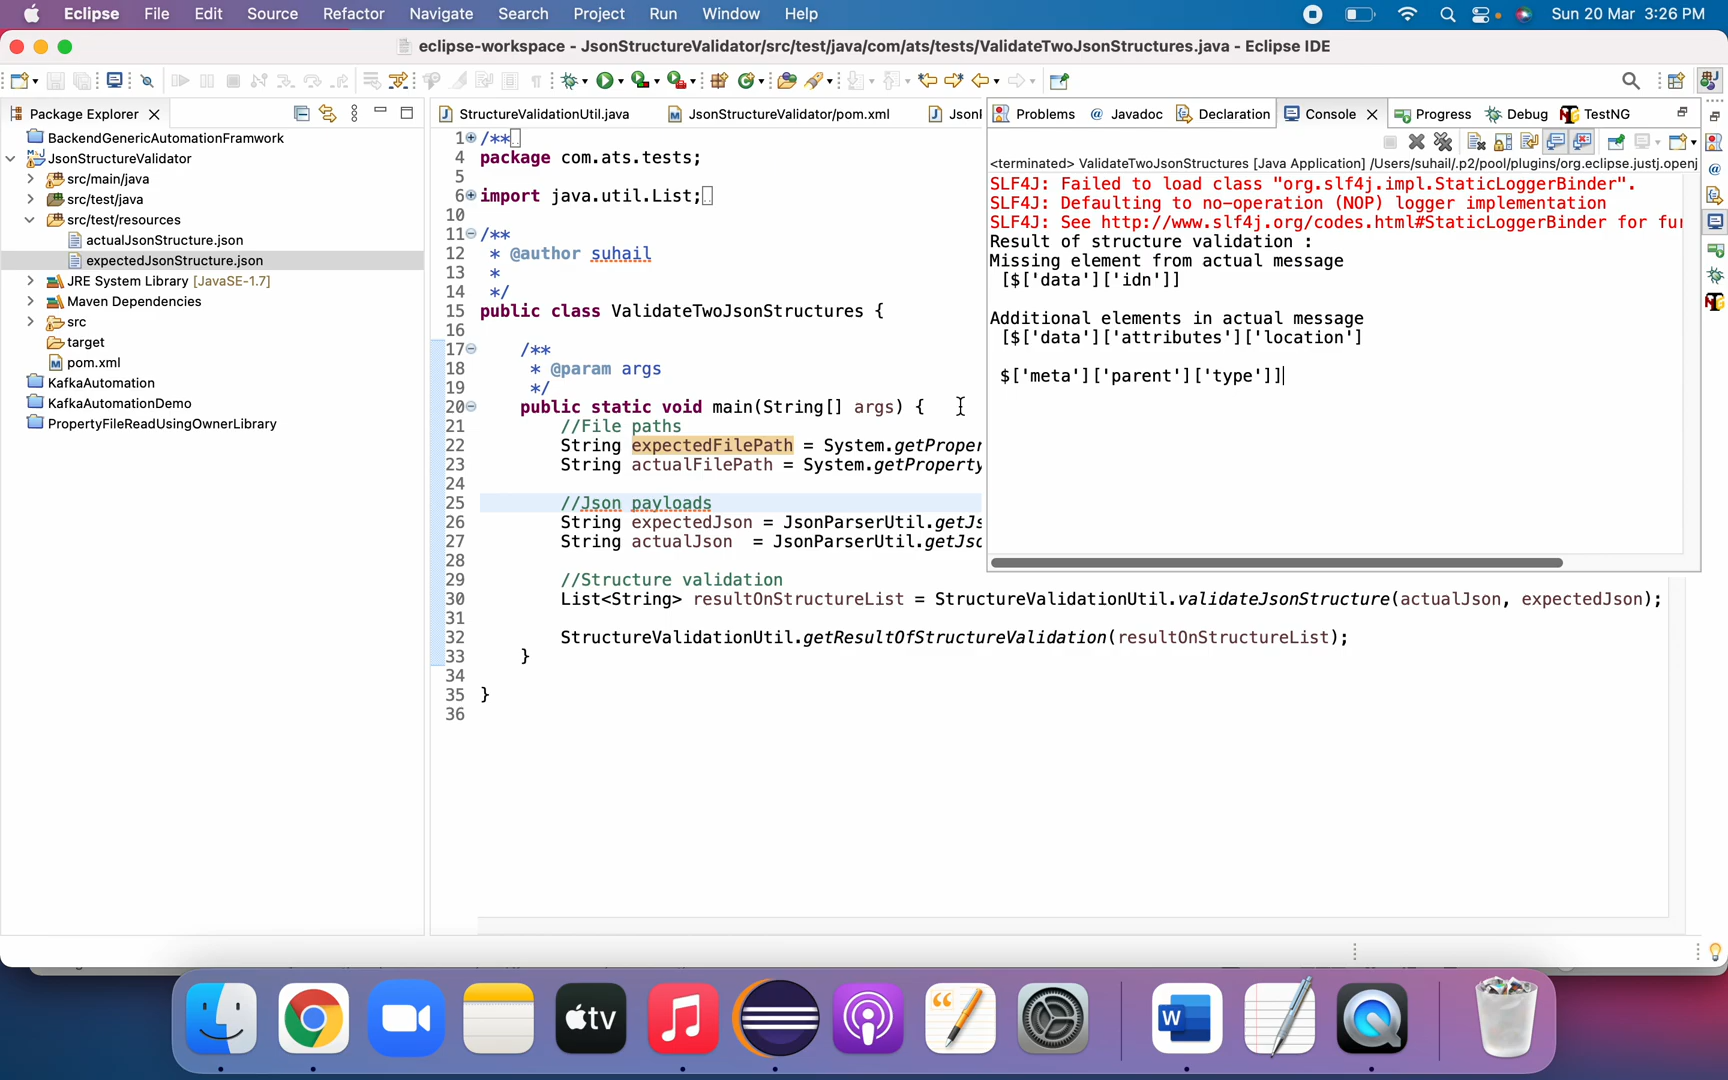 Eclipse File Edit Source Refactor Navigate Search Project Run Window Help Sun 20 Mar 3:26 PM
eclipse-workspace - JsonStructureValidator/src/test/java/com/ats/tests/ValidateTwoJsonStructures.java - Eclipse IDE
Package Explorer
BackendGenericAutomationFramwork
JsonStructureValidator
src/main/java
src/test/java
src/test/resources
actualJsonStructure.json
expectedJsonStructure.json
JRE System Library [JavaSE-1.7]
Maven Dependencies
src
target
pom.xml
KafkaAutomation
KafkaAutomationDemo
PropertyFileReadUsingOwnerLibrary
StructureValidationUtil.java JsonStructureValidator/pom.xml
1 /**
4 package com.ats.tests;
5
6 import java.util.List;
10
11 /**
12 * @author suhail
13 *
14 */
15 public class ValidateTwoJsonStructures {
16
17 /**
18 * @param args
19 */
20 public static void main(String[] args) {
21 //File paths
22 String expectedFilePath = System.getProper
23 String actualFilePath = System.getProperty
24
25 //Json payloads
26 String expectedJson = JsonParserUtil.getJs
27 String actualJson = JsonParserUtil.getJsc
28
29 //Structure validation
30 List<String> resultOnStructureList = StructureValidationUtil.validateJsonStructure(actualJson, expectedJson);
31
32 StructureValidationUtil.getResultOfStructureValidation(resultOnStructureList);
33 }
34
35 }
36
Problems Javadoc Declaration Console Progress Debug TestNG
<terminated> ValidateTwoJsonStructures [Java Application] /Users/suhail/.p2/pool/plugins/org.eclipse.justj.openj
SLF4J: Failed to load class "org.slf4j.impl.StaticLoggerBinder".
SLF4J: Defaulting to no-operation (NOP) logger implementation
SLF4J: See http://www.slf4j.org/codes.html#StaticLoggerBinder for fur
Result of structure validation :
Missing element from actual message
[$['data']['idn']]
Additional elements in actual message
[$['data']['attributes']['location']
$['meta']['parent']['type']]
tv
W